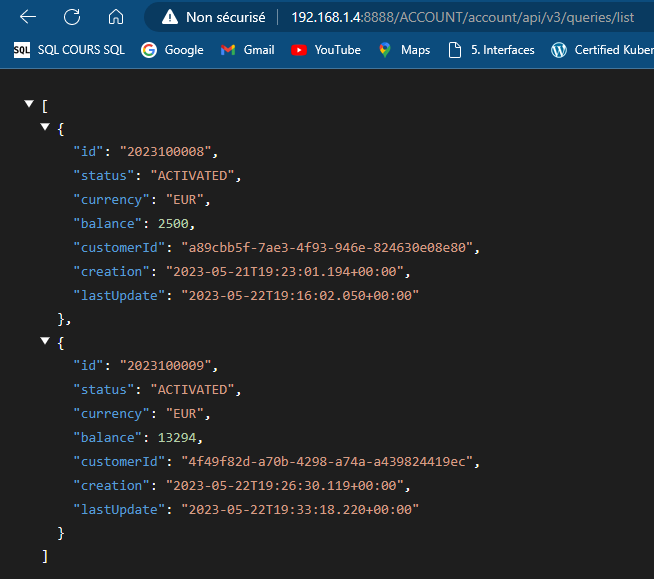 Non sécurisé 192.168.1.4:8888/ACCOUNT/account/api/v3/queries/list
SQL SQL COURS SQL Google Gmail YouTube Maps 5. Interfaces Certified Kuber
[
{
"id": "2023100008",
"status": "ACTIVATED",
"currency": "EUR",
"balance": 2500,
"customerId": "a89cbb5f-7ae3-4f93-946e-824630e08e80",
"creation": "2023-05-21T19:23:01.194+00:00",
"lastUpdate": "2023-05-22T19:16:02.050+00:00"
},
{
"id": "2023100009",
"status": "ACTIVATED",
"currency": "EUR",
"balance": 13294,
"customerId": "4f49f82d-a70b-4298-a74a-a439824419ec",
"creation": "2023-05-22T19:26:30.119+00:00",
"lastUpdate": "2023-05-22T19:33:18.220+00:00"
}
]